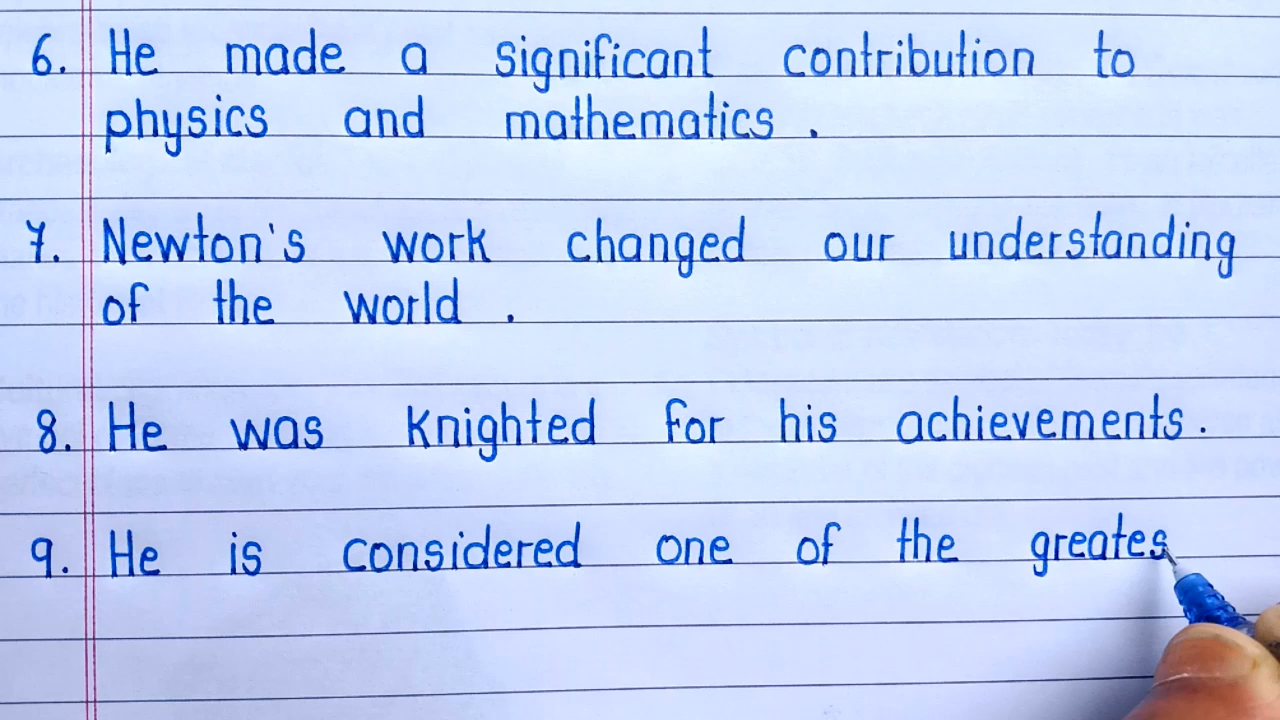 6. He made a significant contribution to
physics and mathematics .
7. Newton's work changed our understanding
of the world .
8. He was Knighted for his achievements .
9. He is considered one of the greates